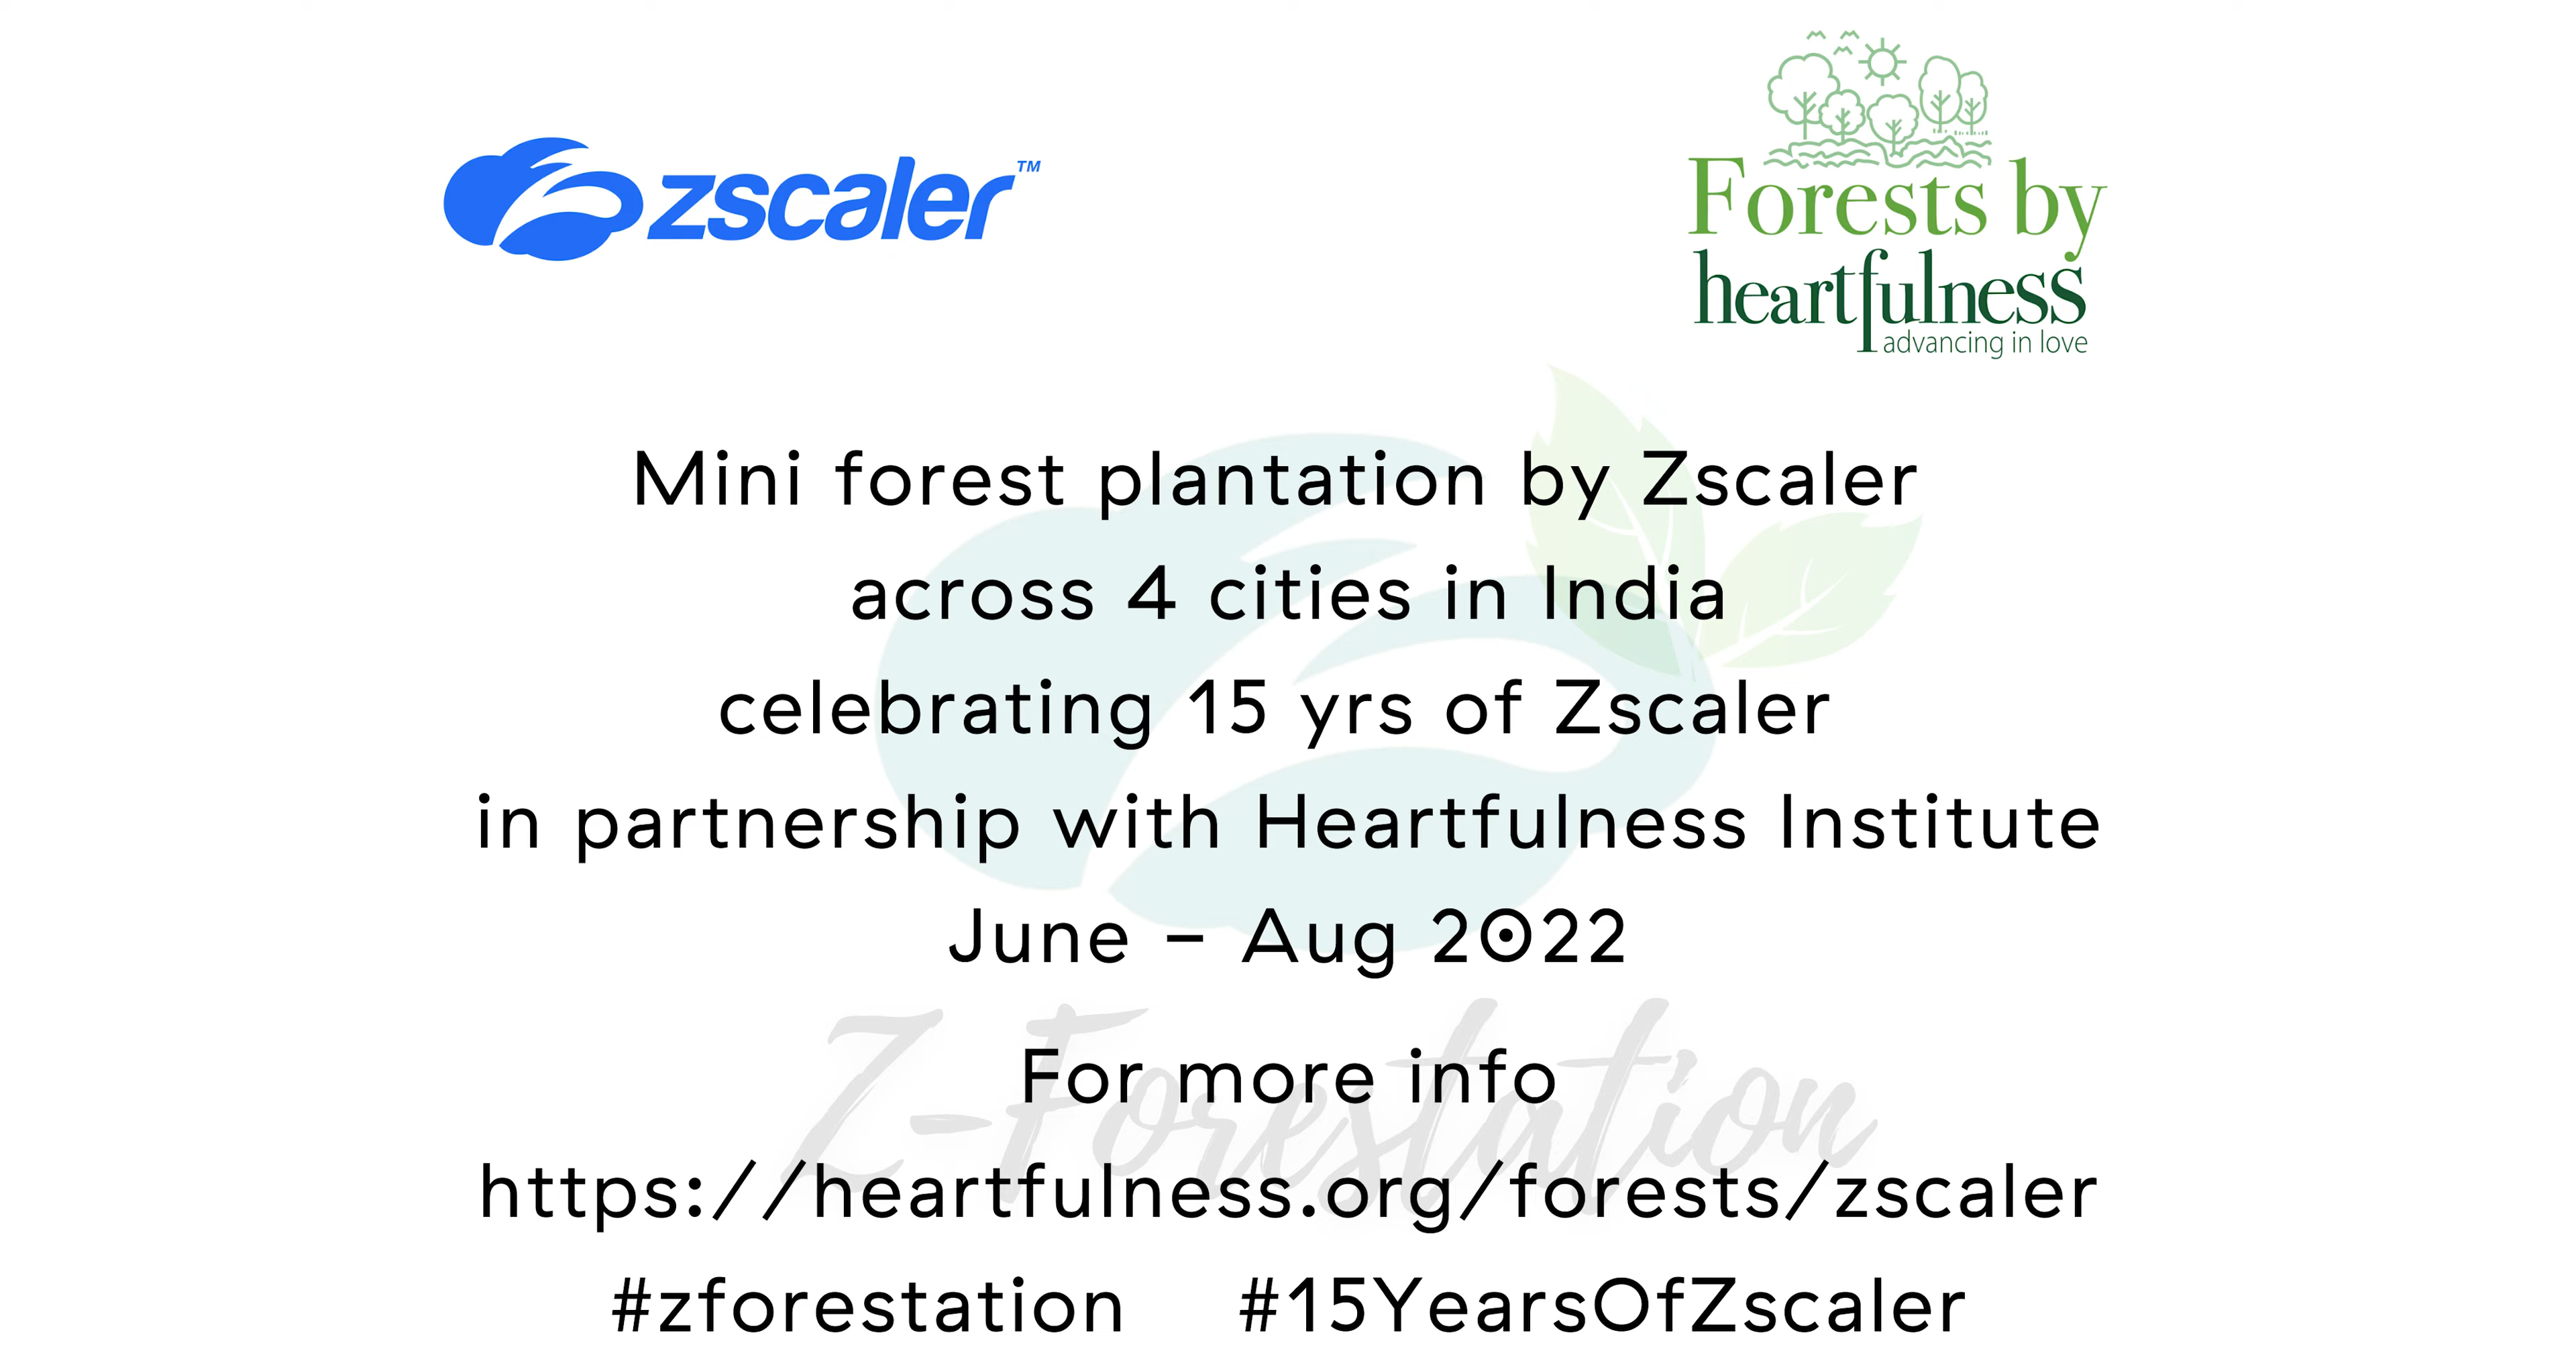 zscaler™
Forests by
heartfulness
advancing in love
Mini forest plantation by Zscaler
across 4 cities in India
celebrating 15 yrs of Zscaler
in partnership with Heartfulness Institute
June – Aug 2022
Z-Forestation
For more info
https://heartfulness.org/forests/zscaler
#zforestation #15YearsOfZscaler